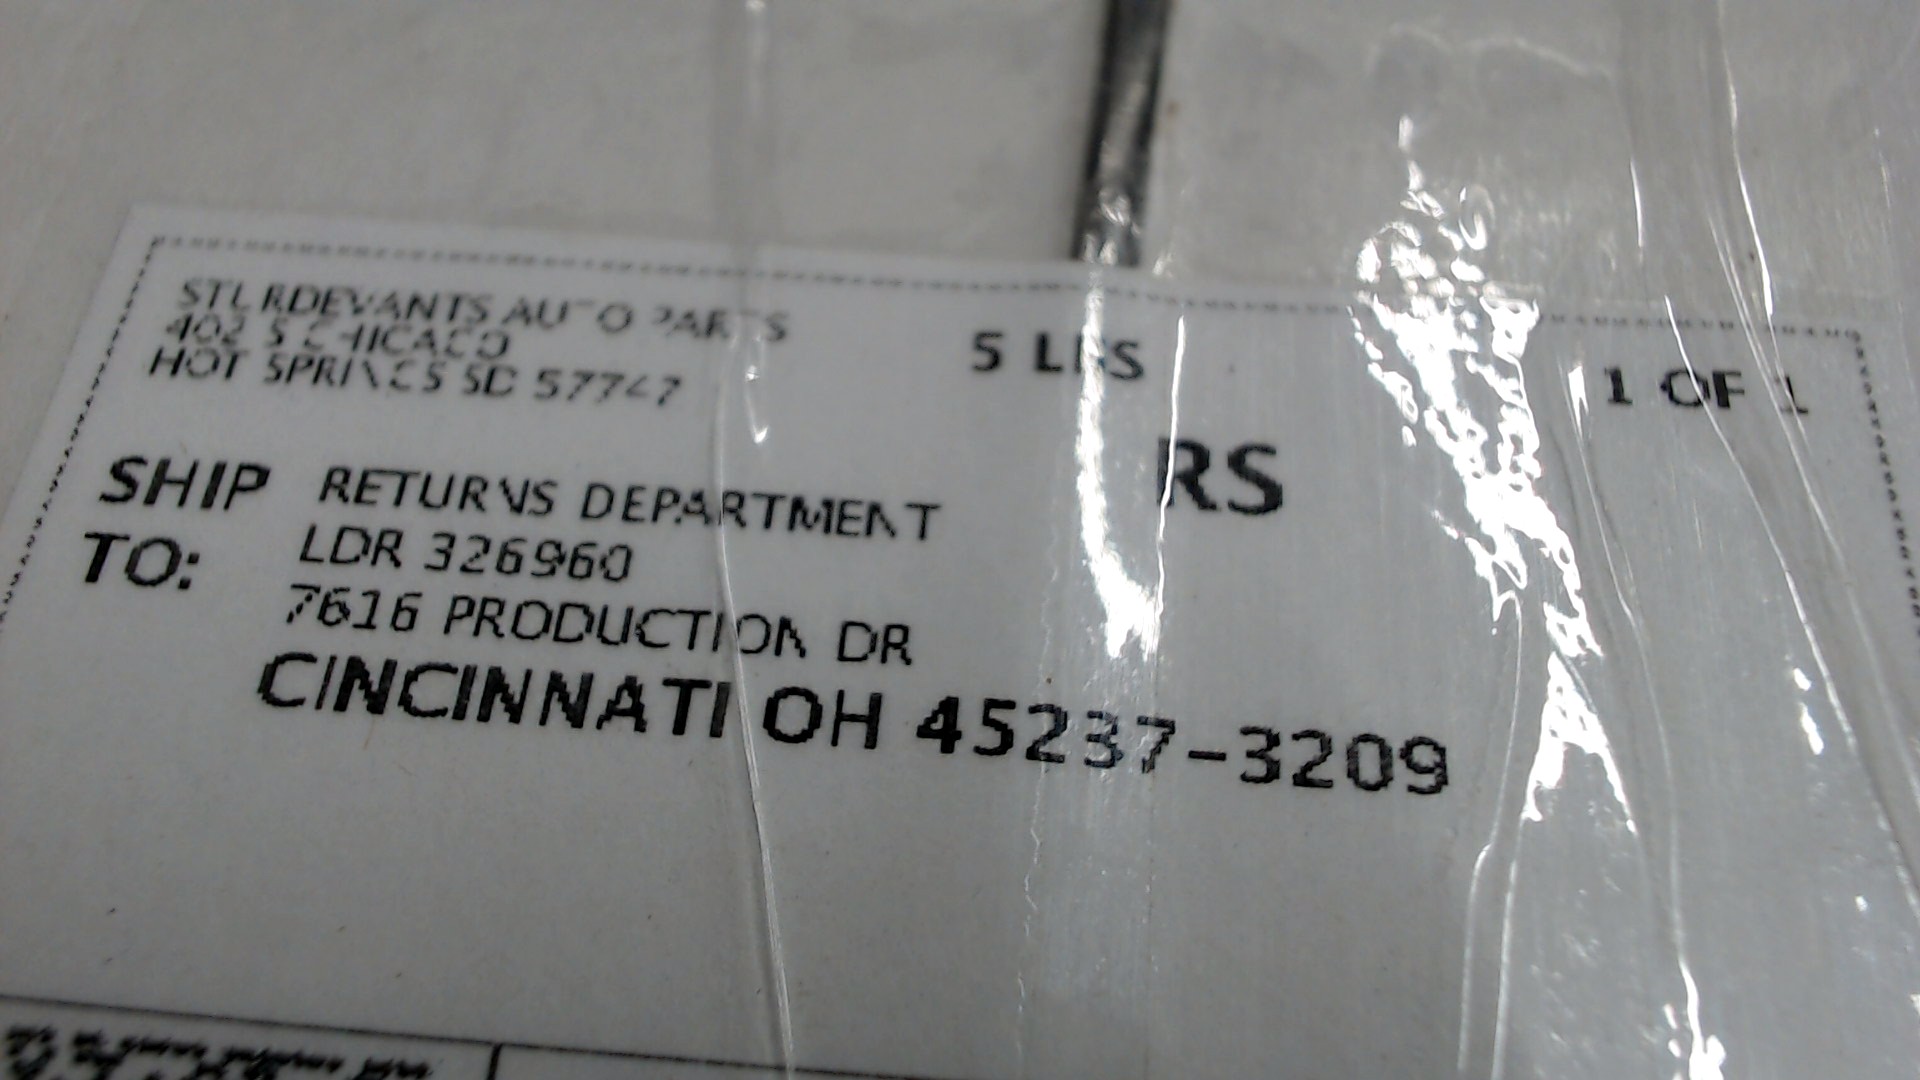 STURDEVANTS AUTO PARTS
402 S CHICAGO
HOT SPRINGS SD 57747
5 LBS
1 OF 1
RS
SHIP TO:
RETURNS DEPARTMENT
LDR 326960
7616 PRODUCTION DR
CINCINNATI OH 45237-3209